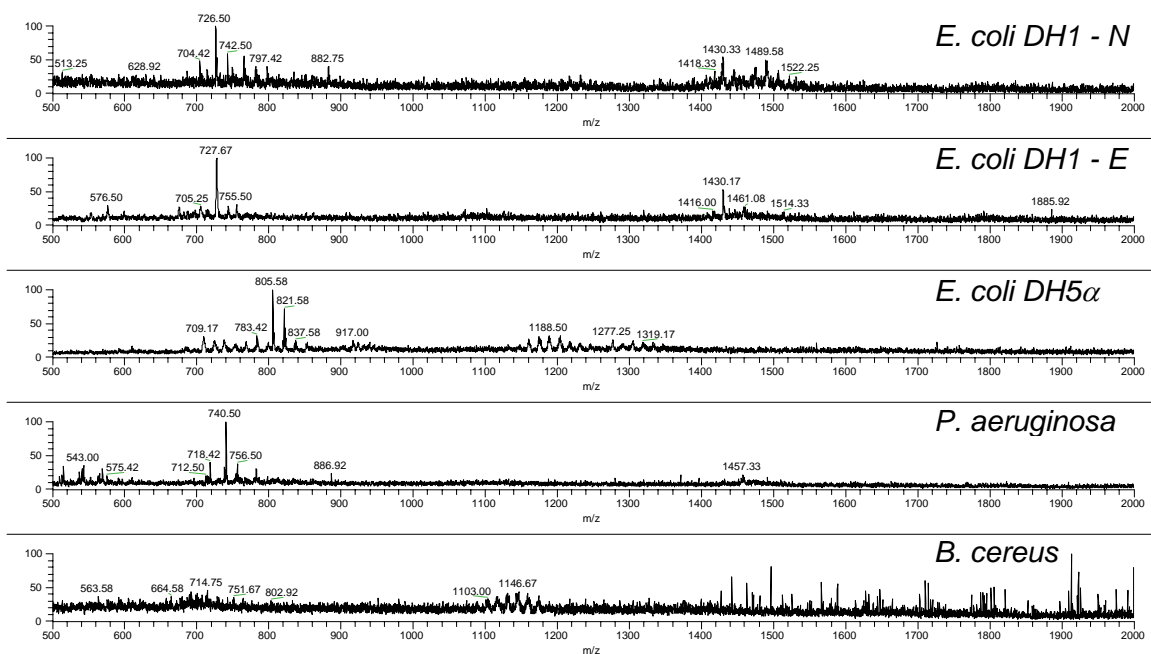 E. coli DH1 - N
726.50
704.42 742.50 797.42 882.75 1430.33 1489.58
513.25 628.92 1418.33 1522.25
100
50
0
500 600 700 800 900 1000 1100 1200 1300 1400 1500 1600 1700 1800 1900 2000
m/z
E. coli DH1 - E
727.67
576.50 705.25 755.50 1430.17 1416.00 1461.08 1514.33 1885.92
100
50
0
500 600 700 800 900 1000 1100 1200 1300 1400 1500 1600 1700 1800 1900 2000
m/z
E. coli DH5α
805.58
821.58
709.17 783.42 837.58 917.00 1188.50 1277.25 1319.17
100
50
0
500 600 700 800 900 1000 1100 1200 1300 1400 1500 1600 1700 1800 1900 2000
m/z
P. aeruginosa
740.50
543.00 575.42 712.50 718.42 756.50 886.92 1457.33
100
50
0
500 600 700 800 900 1000 1100 1200 1300 1400 1500 1600 1700 1800 1900 2000
m/z
B. cereus
563.58 664.58 714.75 751.67 802.92 1103.00 1146.67
100
50
0
500 600 700 800 900 1000 1100 1200 1300 1400 1500 1600 1700 1800 1900 2000
m/z